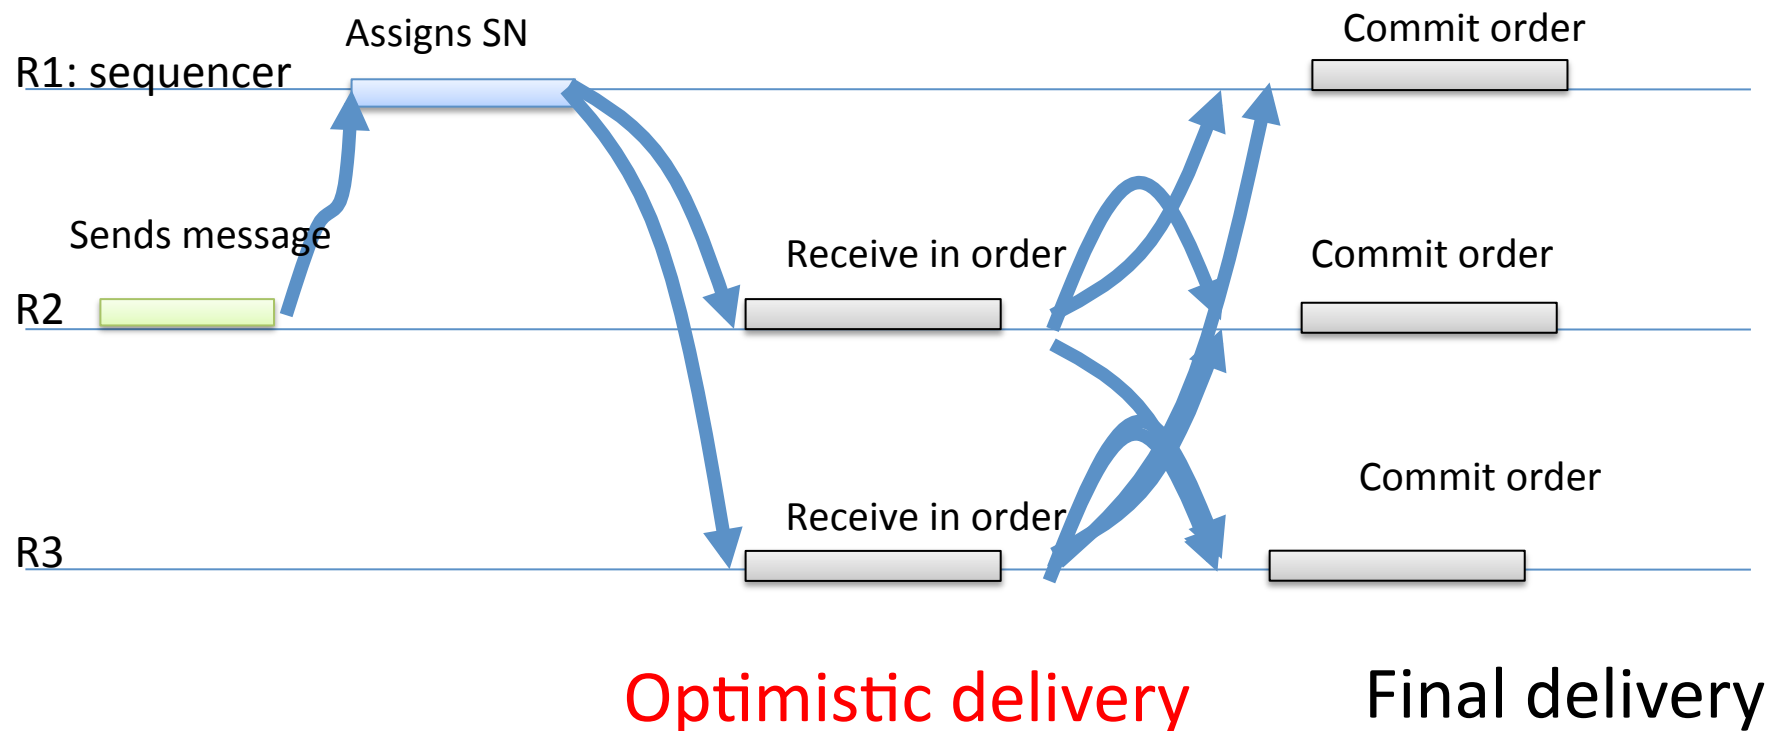 Assigns SN
Commit order
R1: sequencer
Sends message
Receive in order
Commit order
R2
Commit order
Receive in order
R3
Optimistic delivery
Final delivery